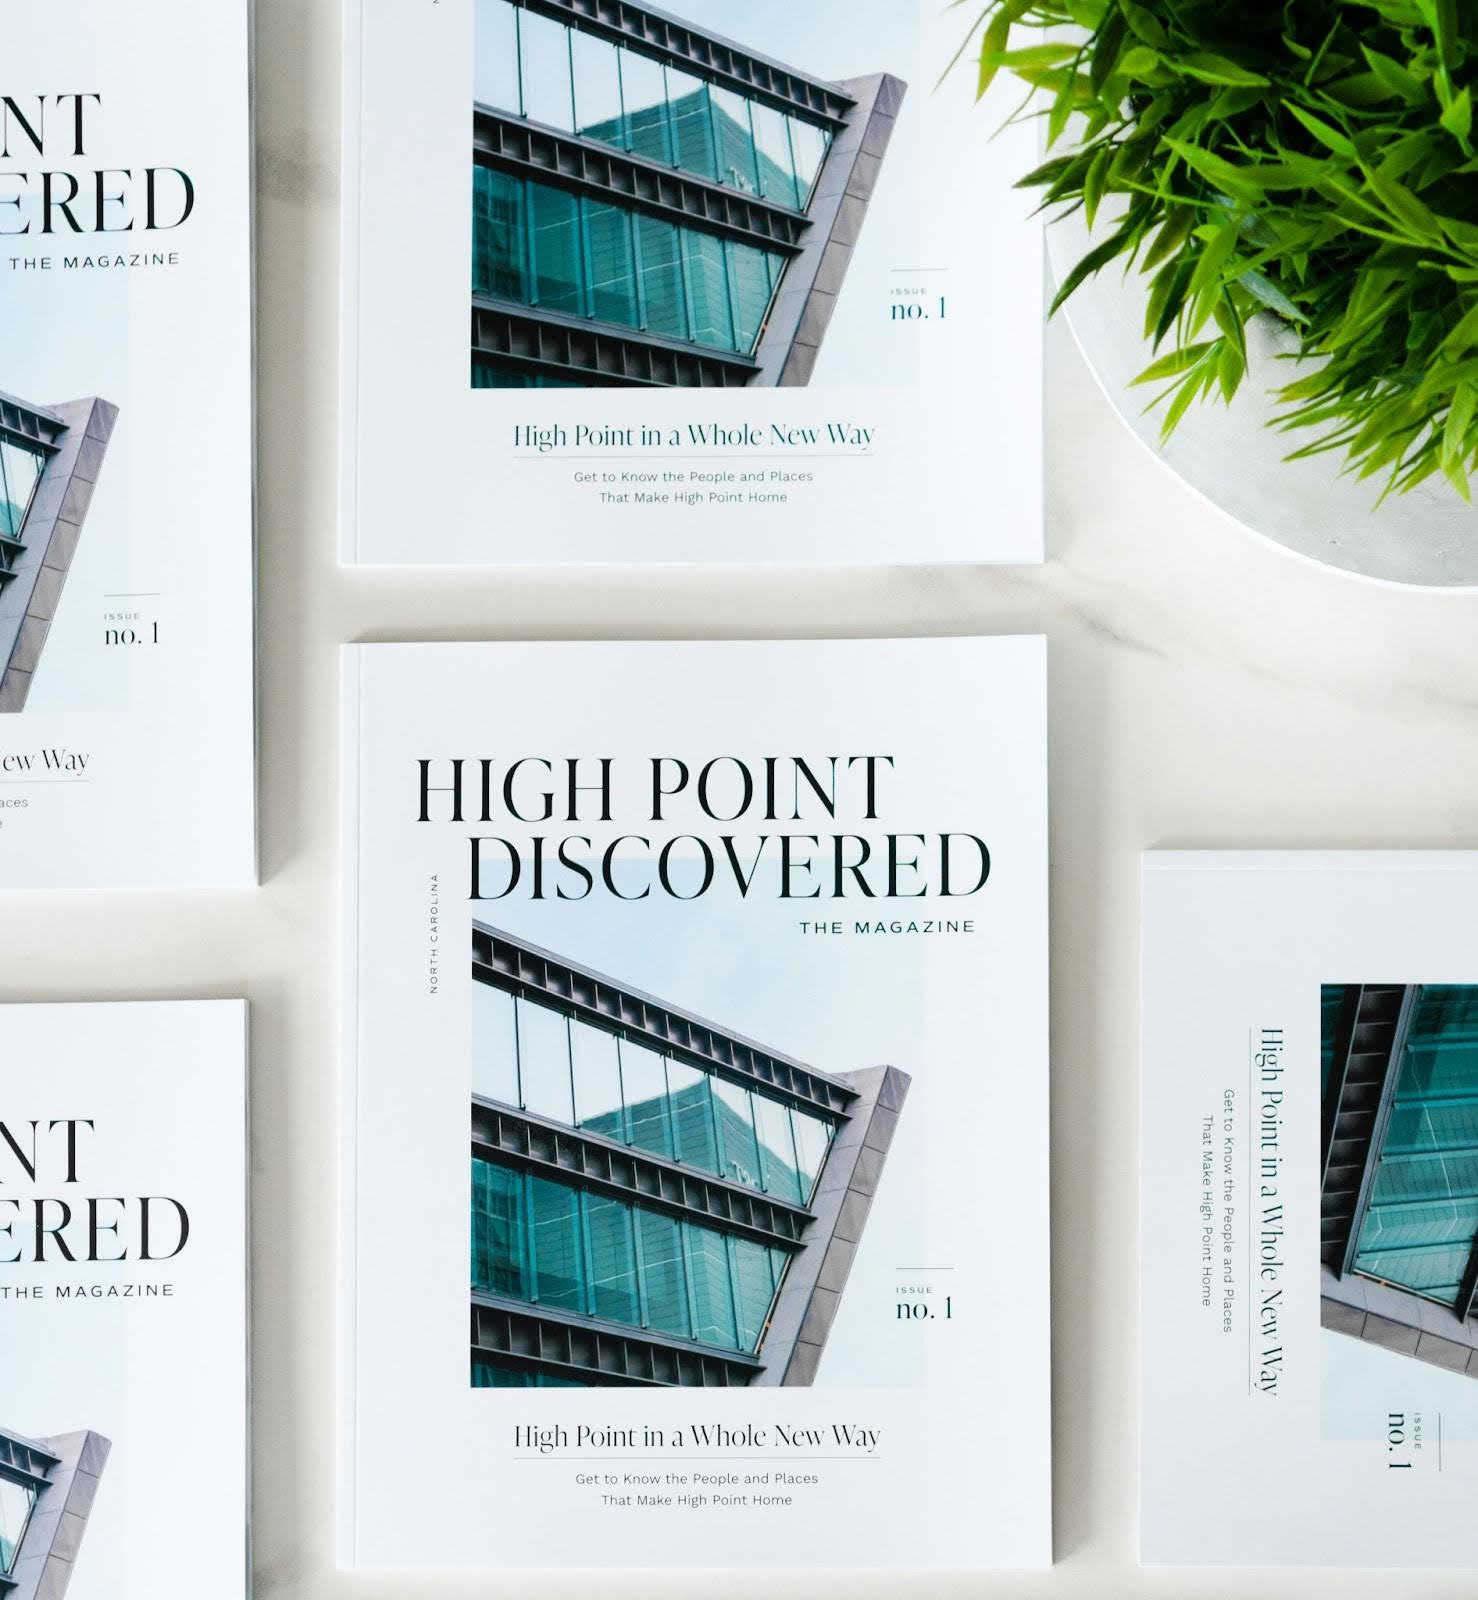 NT
ERED
THE MAGAZINE
ISSUE
no. 1
ew Way
aces
ISSUE
no. 1
High Point in a Whole New Way
Get to Know the People and Places
That Make High Point Home
HIGH POINT
DISCOVERED
THE MAGAZINE
NORTH CAROLINA
ISSUE
no. 1
High Point in a Whole New Way
Get to Know the People and Places
That Make High Point Home
NT
ERED
THE MAGAZINE
High Point in a Whole New Way
Get to Know the People and Places
That Make High Point Home
ISSUE
no. 1